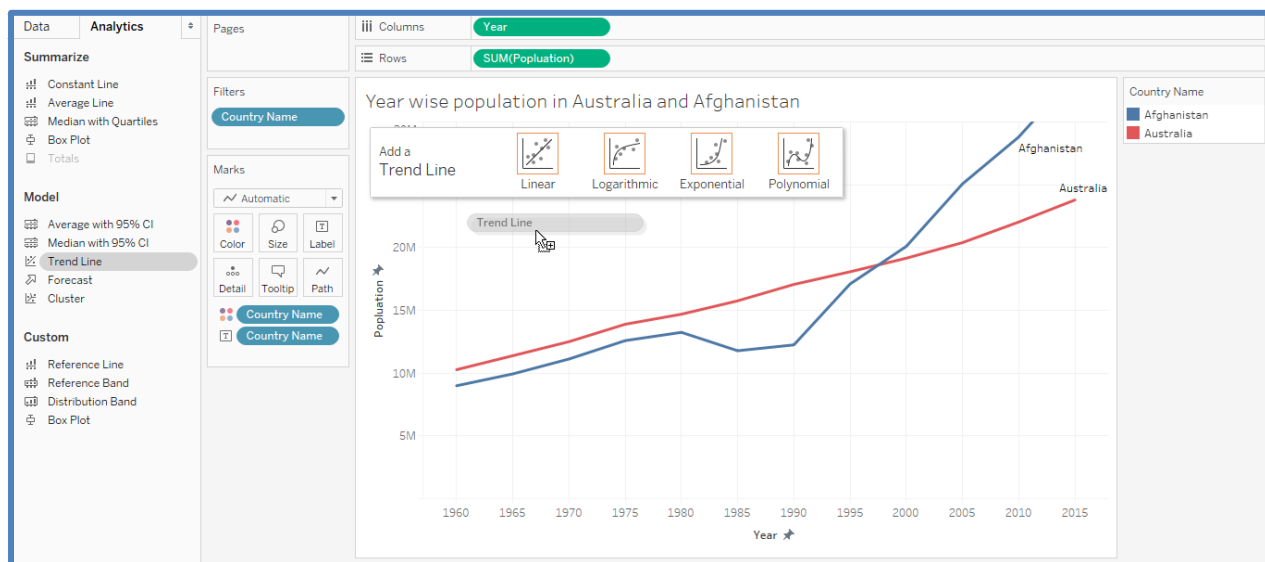 Data Analytics
Summarize
Constant Line
Average Line
Median with Quartiles
Box Plot
Totals
Model
Average with 95% CI
Median with 95% CI
Trend Line
Forecast
Cluster
Custom
Reference Line
Reference Band
Distribution Band
Box Plot
Pages
Filters
Country Name
Marks
Automatic
Color Size Label
Detail Tooltip Path
Country Name
T Country Name
Columns Year
Rows SUM(Popluation)
Year wise population in Australia and Afghanistan
Add a
Trend Line
Linear Logarithmic Exponential Polynomial
Trend Line
Afghanistan
Australia
20M
15M
10M
5M
Popluation
1960 1965 1970 1975 1980 1985 1990 1995 2000 2005 2010 2015
Year
Country Name
Afghanistan
Australia